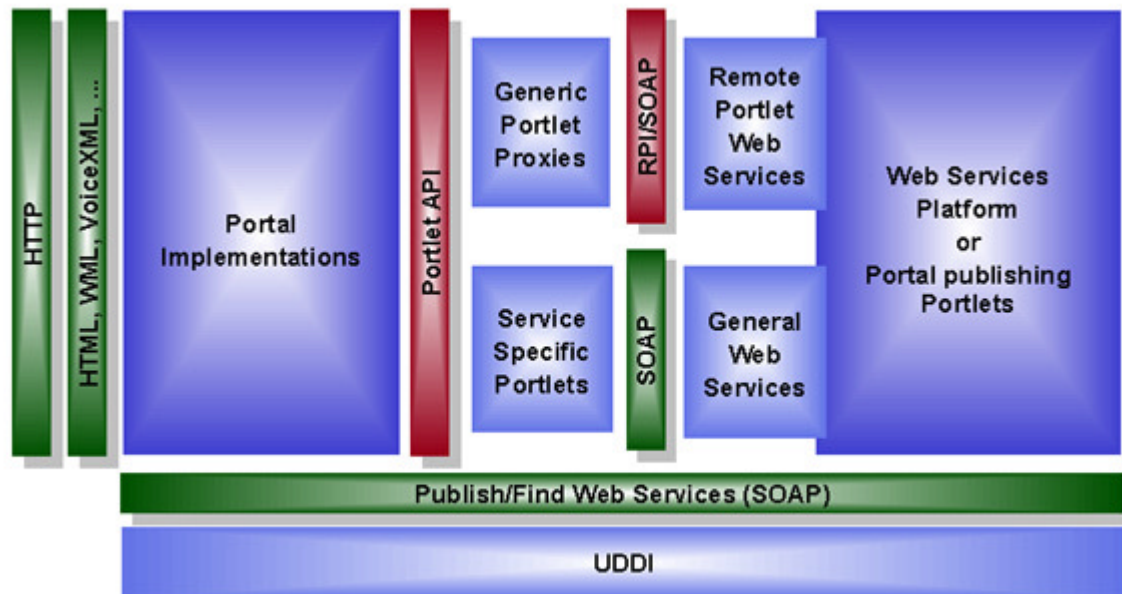 HTTP
HTML, WML, VoiceXML, ...
Portal
Implementations
Portlet API
Generic
Portlet
Proxies
RPI/SOAP
Remote
Portlet
Web
Services
Service
Specific
Portlets
SOAP
General
Web
Services
Web Services
Platform
or
Portal publishing
Portlets
Publish/Find Web Services (SOAP)
UDDI